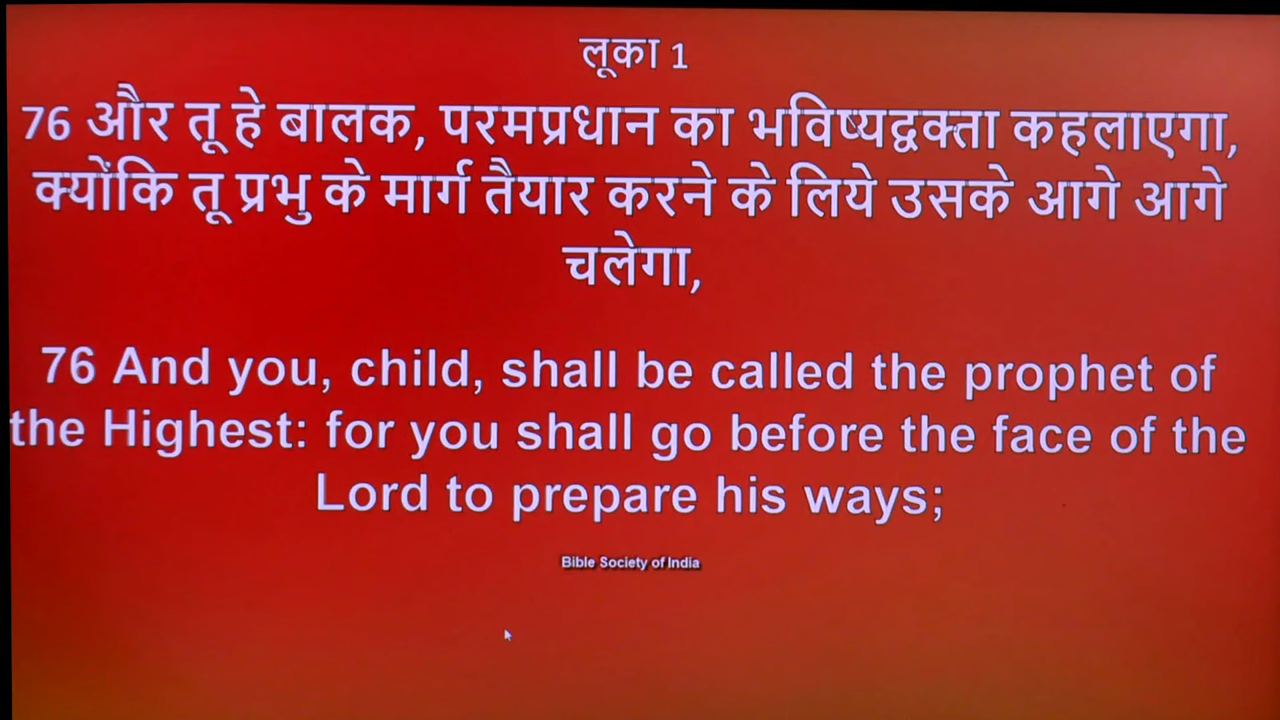 लूका 1
76 और तू हे बालक, परमप्रधान का भविष्यद्वक्ता कहलाएगा,
क्योंकि तू प्रभु के मार्ग तैयार करने के लिये उसके आगे आगे
चलेगा,
76 And you, child, shall be called the prophet of
the Highest: for you shall go before the face of the
Lord to prepare his ways;
Bible Society of India